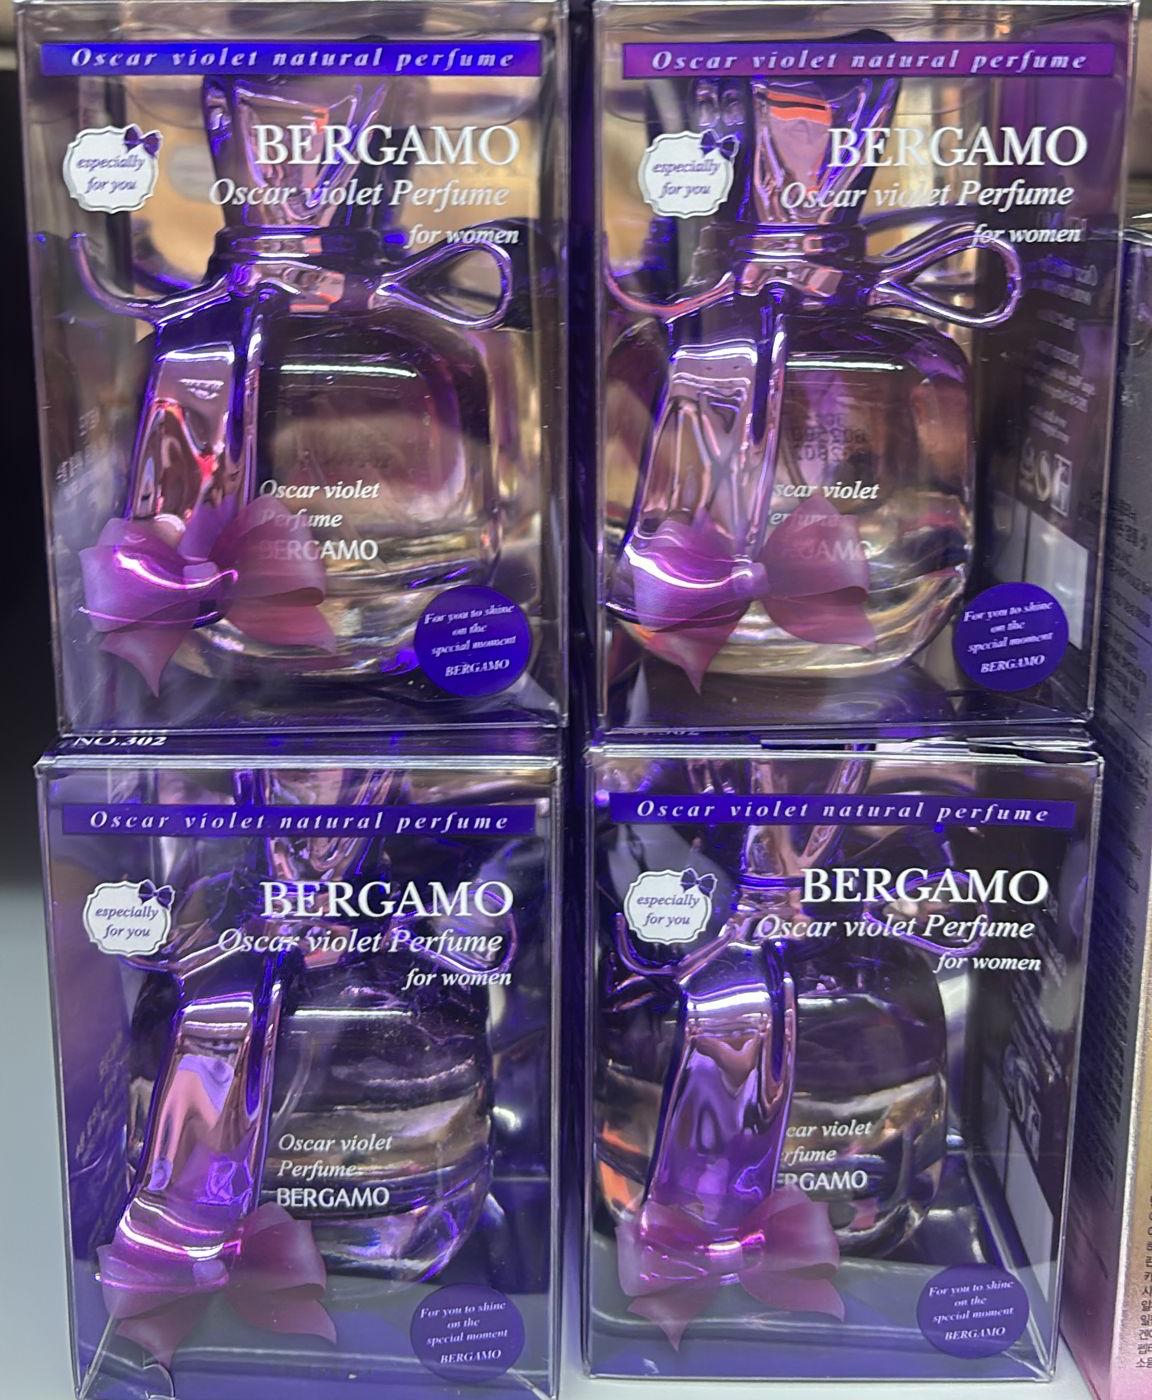 Oscar violet natural perfume
especially
for you
BERGAMO
Oscar violet Perfume
for women
Oscar violet
Perfume
BERGAMO
For you to shine
on the
special moment
BERGAMO
Oscar violet natural perfume
especially
for you
BERGAMO
Oscar violet Perfume
for women
scar violet
erfume
GAMO
For you to shine
on the
special moment
BERGAMO
NO.302
Oscar violet natural perfume
especially
for you
BERGAMO
Oscar violet Perfume
for women
Oscar violet
Perfume
BERGAMO
For you to shine
on the
special moment
BERGAMO
Oscar violet natural perfume
especially
for you
BERGAMO
Oscar violet Perfume
for women
car violet
rfume
RGAMO
For you to shine
on the
special moment
BERGAMO